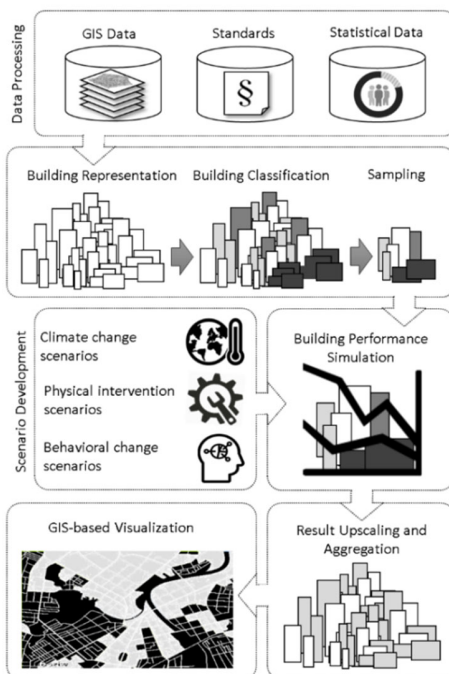 Data Processing
GIS Data
Standards
Statistical Data
§
Building Representation
Building Classification
Sampling
Scenario Development
Climate change
scenarios
Physical intervention
scenarios
Behavioral change
scenarios
Building Performance
Simulation
GIS-based Visualization
Result Upscaling and
Aggregation